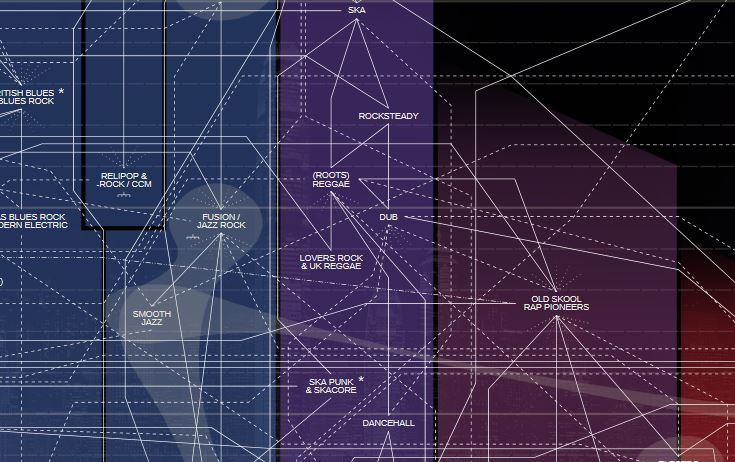 SKA
RITISH BLUES *
BLUES ROCK
ROCKSTEADY
RELIPOP &
-ROCK / CCM
(ROOTS)
REGGAE
AS BLUES ROCK
DERN ELECTRIC
FUSION /
JAZZ ROCK
DUB
LOVERS ROCK
& UK REGGAE
OLD SKOOL
RAP PIONEERS
SMOOTH
JAZZ
SKA PUNK *
& SKACORE
DANCEHALL